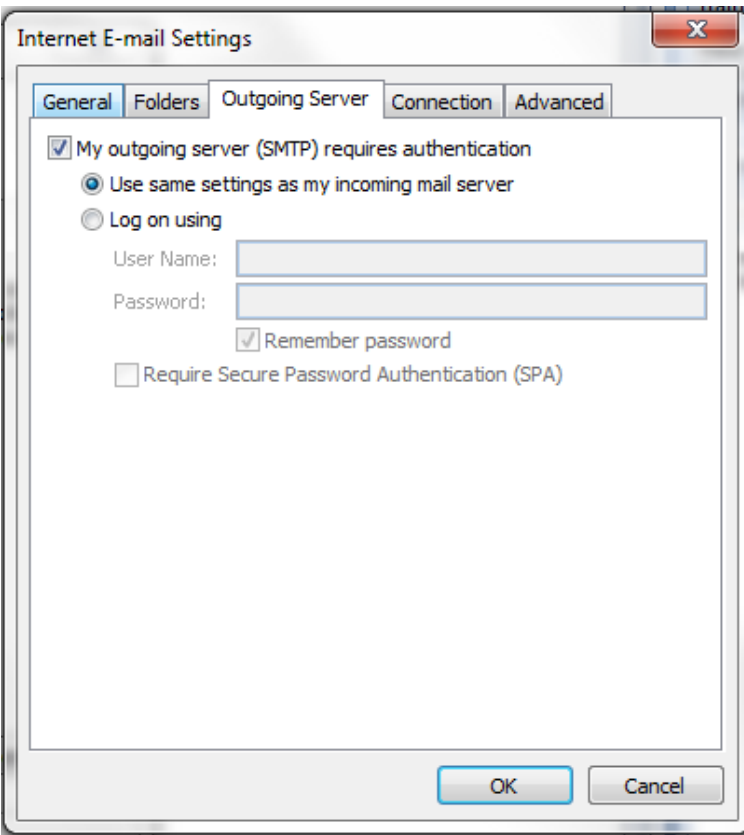 Internet E-mail Settings
General Folders Outgoing Server Connection Advanced
My outgoing server (SMTP) requires authentication
Use same settings as my incoming mail server
Log on using
User Name:
Password:
Remember password
Require Secure Password Authentication (SPA)
OK Cancel